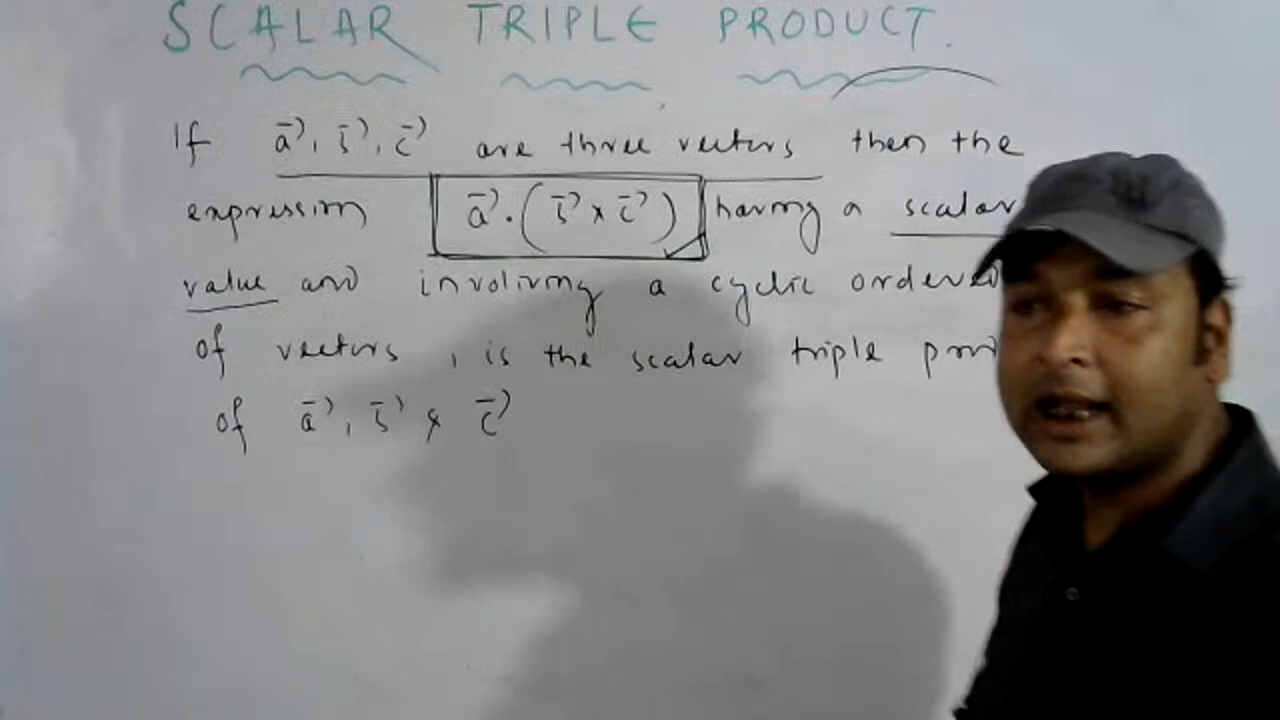 SCALAR TRIPLE PRODUCT.
If a⃗, b⃗, c⃗ are three vectors then the
expression a⃗.(b⃗ × c⃗) having a scalar
value and involving a cyclic ordered
of vectors, is the scalar triple
of a⃗, b⃗ & c⃗